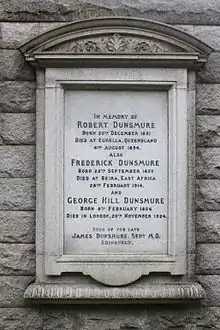 In memory of
Robert Dunsmure
Born 20th December 1851
Died at Eurella, Queensland
4th August 1894.
Also
Frederick Dunsmure
Born 28th September 1852
Died at Beira, East Africa
28th February 1914.
And
George Hill Dunsmure
Born 6th February 1854
Died in London, 20th November 1924.
Sons of the late
James Dunsmure, Senr M.D.
Edinburgh.